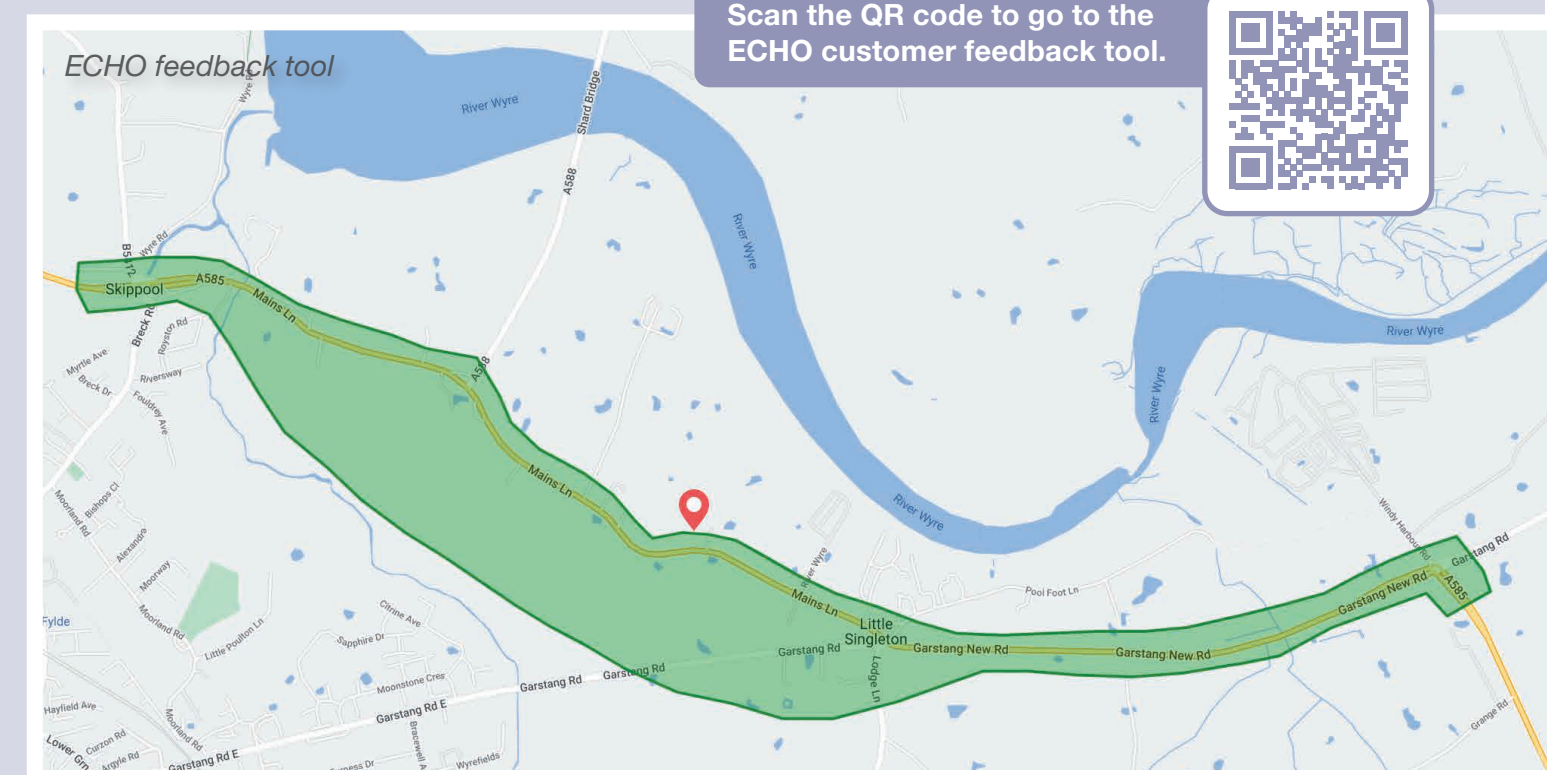 Scan the QR code to go to the
ECHO customer feedback tool.
ECHO feedback tool
River Wyre
Shard Bridge
A588
River Wyre
Wyre Rd
Skippool
A585
Mains Ln
Breck Rd
Royston Rd
Myrtle Ave
Breck Dr
Riversway
Fouldrey Ave
River Wyre
River Wyre
Mains Ln
River Wyre
Moorland Rd
Bishops Cl
Alexandra
Moorway
Moorland Rd
Fylde
Little Poulton Ln
Citrine Ave
Sapphire Dr
Moonstone Cres
Windy Harbour Rd
Garstang Rd
A585
Garstang New Rd
Pool Foot Ln
Mains Ln
Little
Singleton
Garstang Rd
Garstang New Rd
Garstang New Rd
Lodge Ln
Garstang Rd
Garstang Rd
Garstang Rd E
Garstang Rd E
Hayfield Ave
Curzon Rd
Argyle Rd
Moorland Rd
Wyrefields
Grange Rd